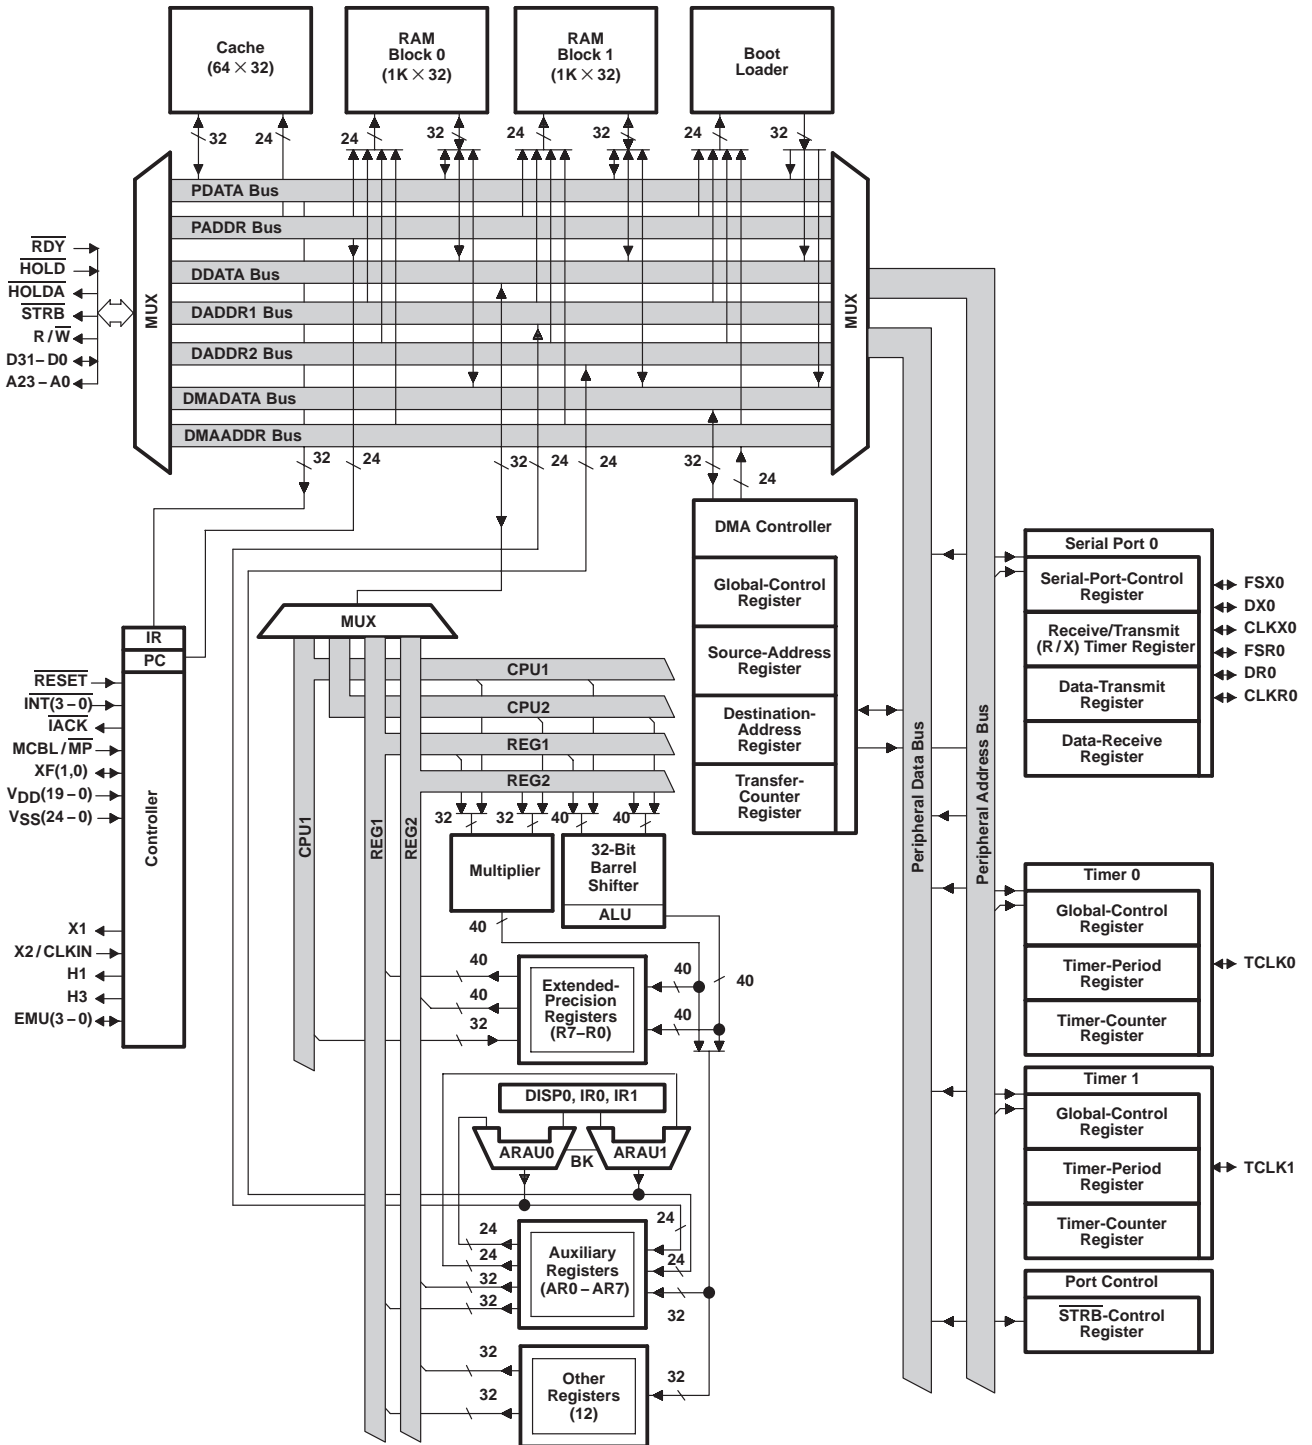 Cache
(64 × 32)
RAM
Block 0
(1K × 32)
RAM
Block 1
(1K × 32)
Boot
Loader
32
24
24
32
24
32
24
32
PDATA Bus
PADDR Bus
DDATA Bus
DADDR1 Bus
DADDR2 Bus
DMADATA Bus
DMAADDR Bus
MUX
MUX
RDY
HOLD
HOLDA
STRB
R/W
D31–D0
A23–A0
32
24
32
24
24
32
24
DMA Controller
Global-Control
Register
Source-Address
Register
Destination-
Address
Register
Transfer-
Counter
Register
Peripheral Data Bus
Peripheral Address Bus
Serial Port 0
Serial-Port-Control
Register
Receive/Transmit
(R/X) Timer Register
Data-Transmit
Register
Data-Receive
Register
FSX0
DX0
CLKX0
FSR0
DR0
CLKR0
Timer 0
Global-Control
Register
Timer-Period
Register
Timer-Counter
Register
TCLK0
Timer 1
Global-Control
Register
Timer-Period
Register
Timer-Counter
Register
TCLK1
Port Control
STRB-Control
Register
IR
PC
Controller
RESET
INT(3–0)
IACK
MCBL/MP
XF(1,0)
VDD(19–0)
VSS(24–0)
X1
X2/CLKIN
H1
H3
EMU(3–0)
MUX
CPU1
CPU2
REG1
REG2
CPU1
REG1
REG2
32
32
40
40
Multiplier
32-Bit
Barrel
Shifter
ALU
40
40
40
32
Extended-
Precision
Registers
(R7–R0)
40
40
40
DISP0, IR0, IR1
ARAU0
BK
ARAU1
24
24
32
32
Auxiliary
Registers
(AR0–AR7)
24
24
32
32
32
Other
Registers
(12)
32